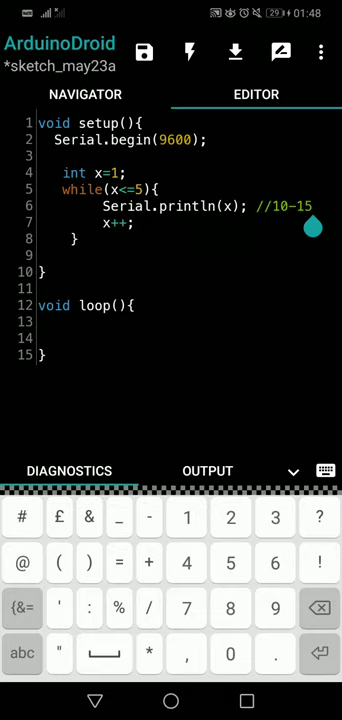 29 01:48
ArduinoDroid
*sketch_may23a
NAVIGATOR EDITOR
1 void setup(){
2 Serial.begin(9600);
3
4 int x=1;
5 while(x<=5){
6 Serial.println(x); //10-15
7 x++;
8 }
9
10 }
11
12 void loop(){
13
14
15 }
DIAGNOSTICS OUTPUT
# £ & _ - 1 2 3 ?
@ ( ) = + 4 5 6 !
{&= ' : % / 7 8 9
abc " * , 0 .